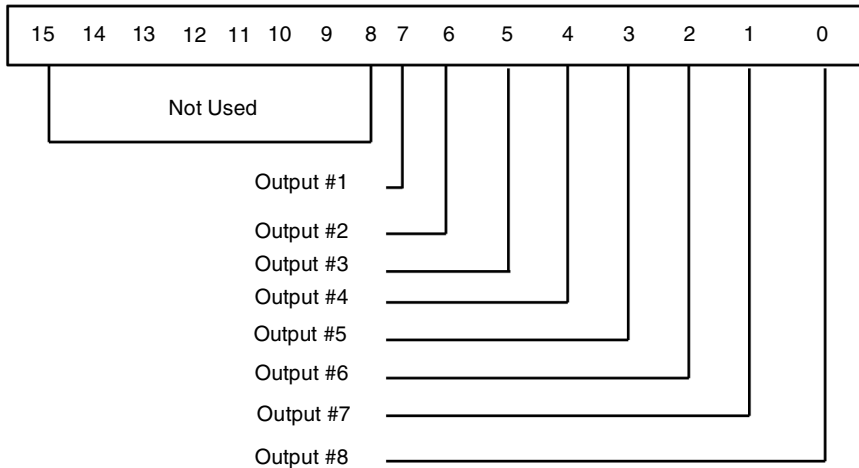 15 14 13 12 11 10 9 8 7 6 5 4 3 2 1 0
Not Used
Output #1
Output #2
Output #3
Output #4
Output #5
Output #6
Output #7
Output #8